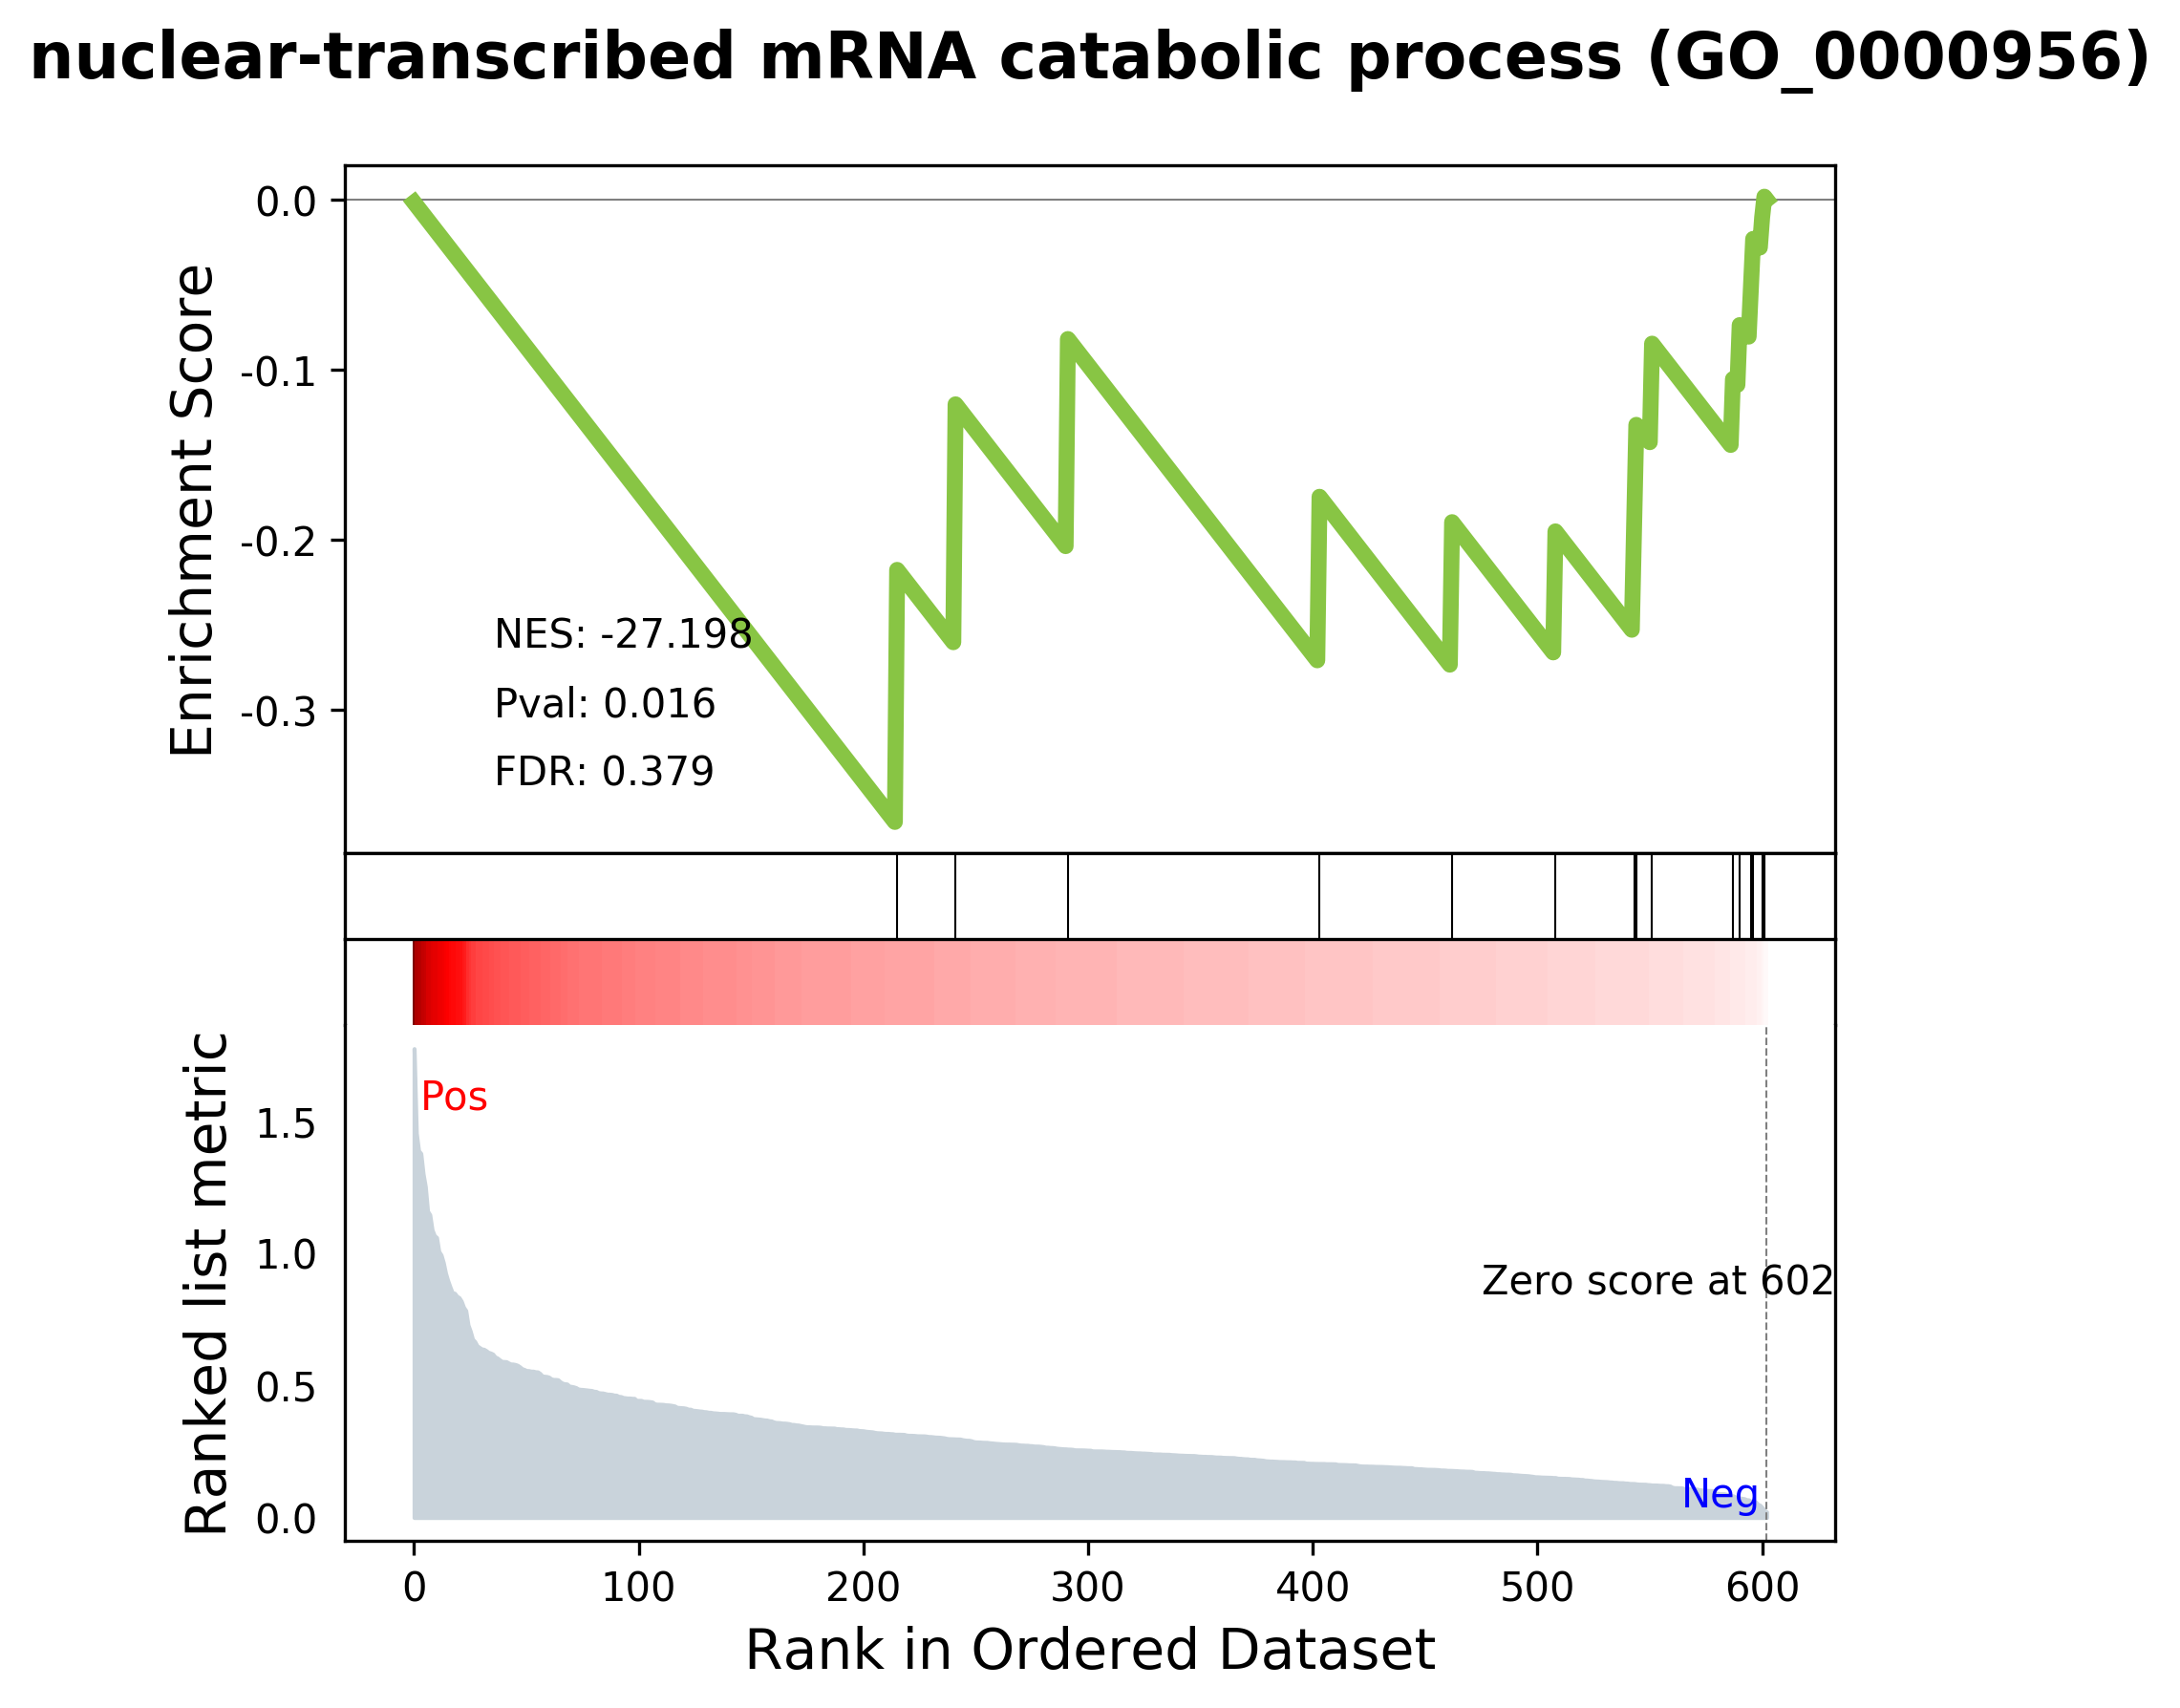 nuclear-transcribed mRNA catabolic process (GO_0000956)
Enrichment Score
0.0
-0.1
-0.2
-0.3
NES: -27.198
Pval: 0.016
FDR: 0.379
Ranked list metric
1.5
1.0
0.5
0.0
Pos
Zero score at 602
Neg
0 100 200 300 400 500 600
Rank in Ordered Dataset